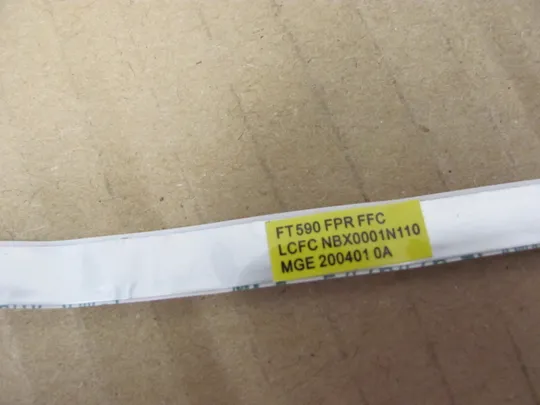 FT590 FPR FFC
LCFC NBX0001N110
MGE 200401 0A